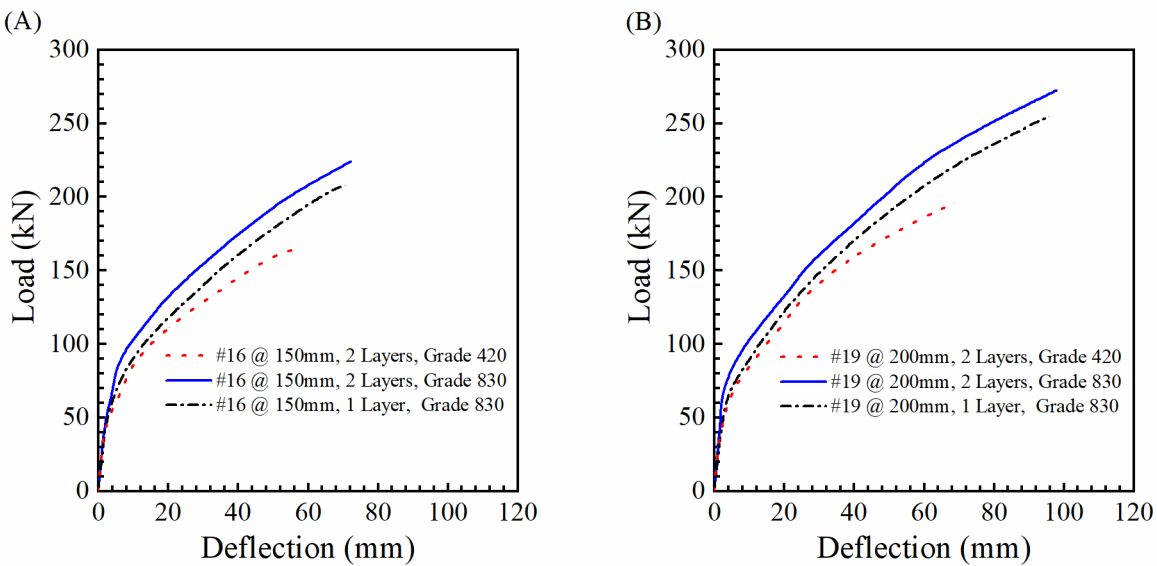 (A)
300
250
200
150
100
50
0
Load (kN)
#16 @ 150mm, 2 Layers, Grade 420
#16 @ 150mm, 2 Layers, Grade 830
#16 @ 150mm, 1 Layer, Grade 830
0 20 40 60 80 100 120
Deflection (mm)
(B)
300
250
200
150
100
50
0
Load (kN)
#19 @ 200mm, 2 Layers, Grade 420
#19 @ 200mm, 2 Layers, Grade 830
#19 @ 200mm, 1 Layer, Grade 830
0 20 40 60 80 100 120
Deflection (mm)